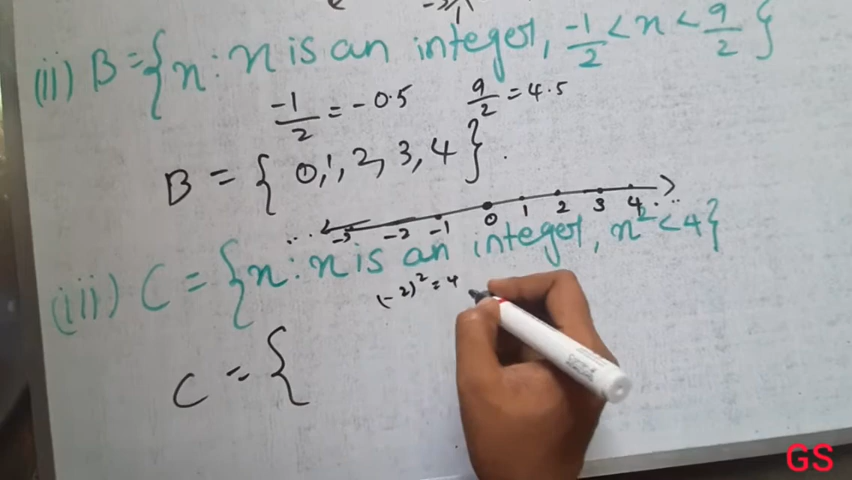 (ii) B = {x : x is an integer, -1/2 < x < 9/2}
-1/2 = -0.5 9/2 = 4.5
B = {0, 1, 2, 3, 4}.
... -3 -2 -1 0 1 2 3 4 ...
(iii) C = {x : x is an integer, x² < 4}
(-2)² = 4
C = {
GS